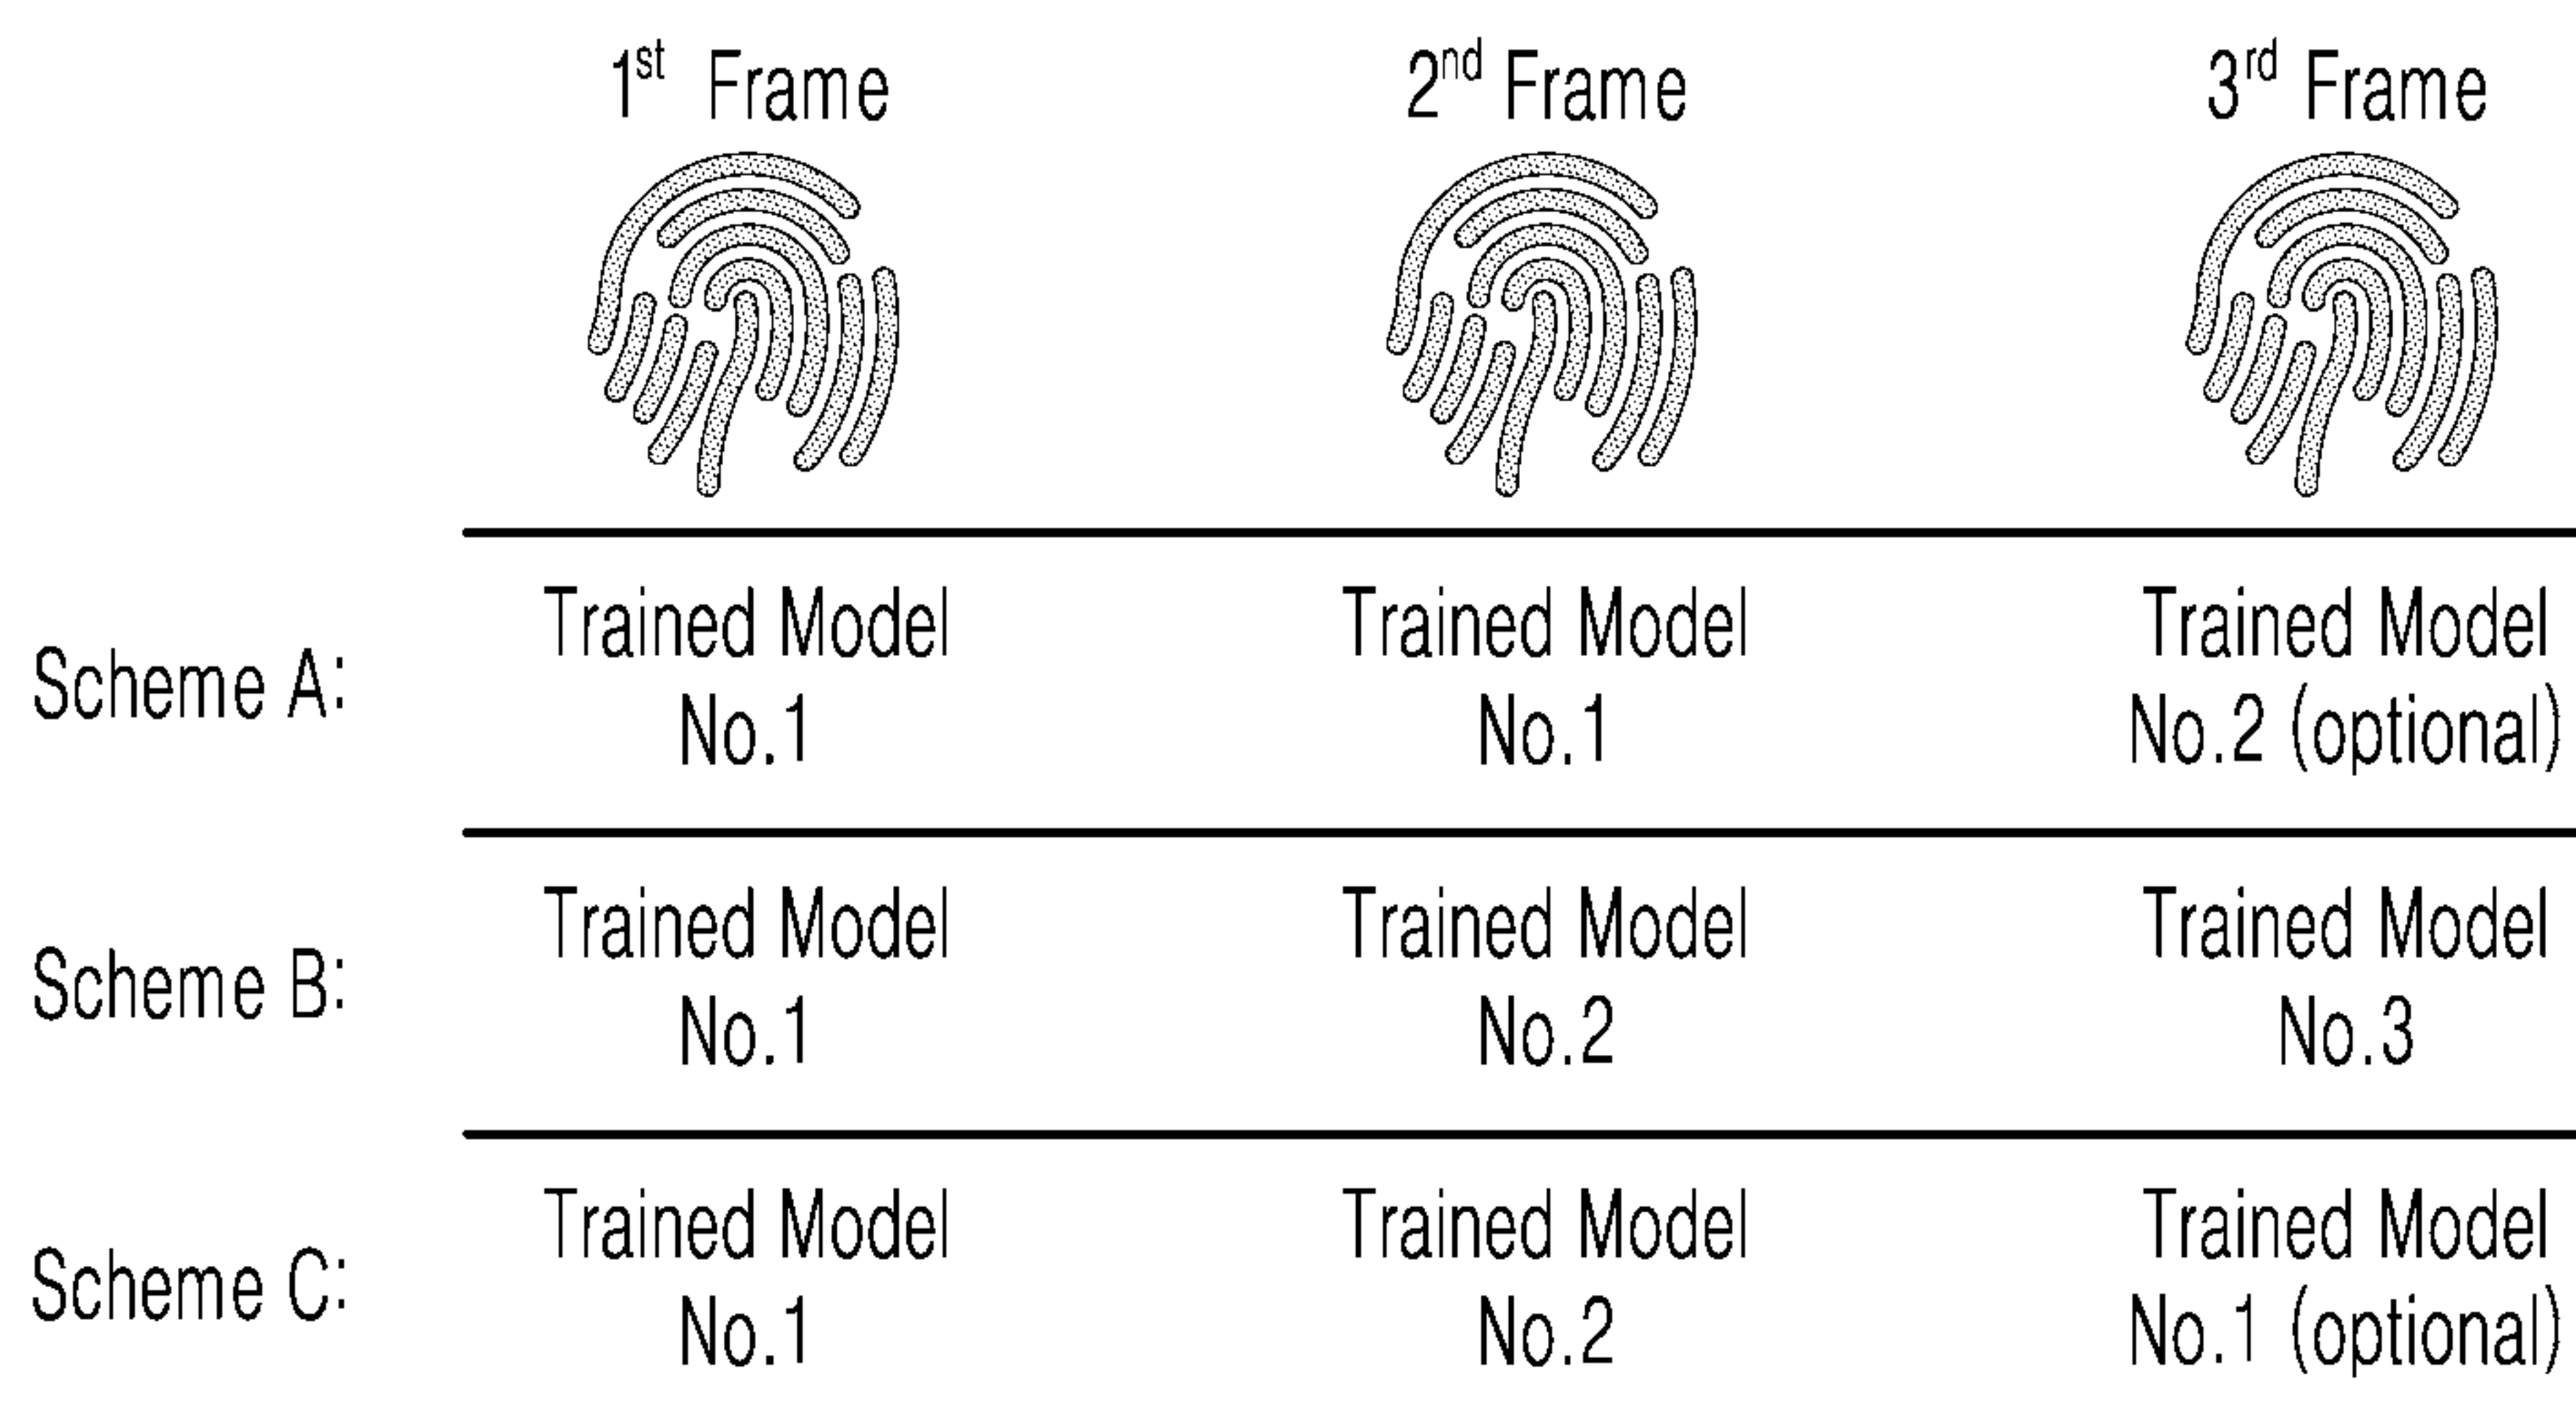 1st Frame 2nd Frame 3rd Frame
Trained Model Trained Model Trained Model
Scheme A:
No.1 No.1 No.2 (optional)
Trained Model Trained Model Trained Model
Scheme B:
No.1 No.2 No.3
Trained Model Trained Model Trained Model
Scheme C:
No.1 No.2 No.1 (optional)